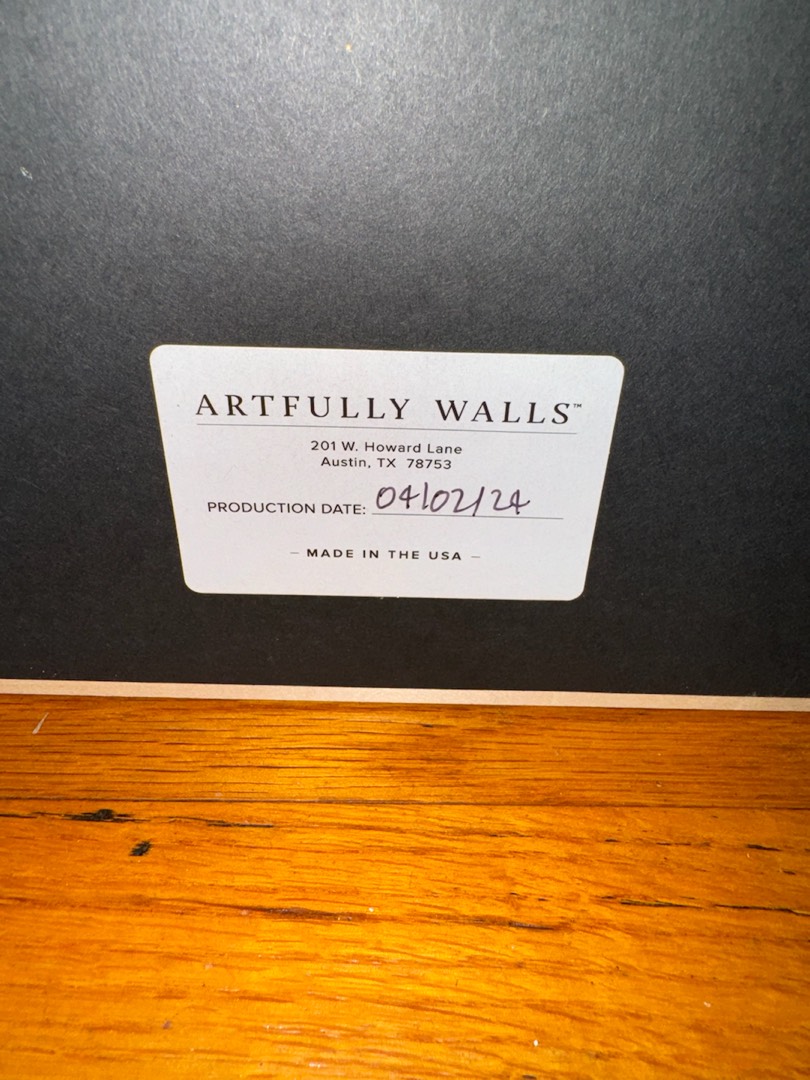 ARTFULLY WALLS™
201 W. Howard Lane
Austin, TX 78753
PRODUCTION DATE: 04/02/24
– MADE IN THE USA –